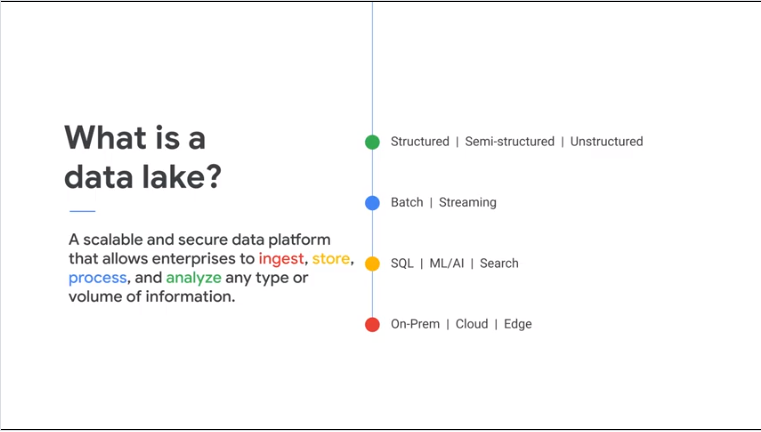 What is a
data lake?
A scalable and secure data platform
that allows enterprises to ingest, store,
process, and analyze any type or
volume of information.
Structured | Semi-structured | Unstructured
Batch | Streaming
SQL | ML/AI | Search
On-Prem | Cloud | Edge